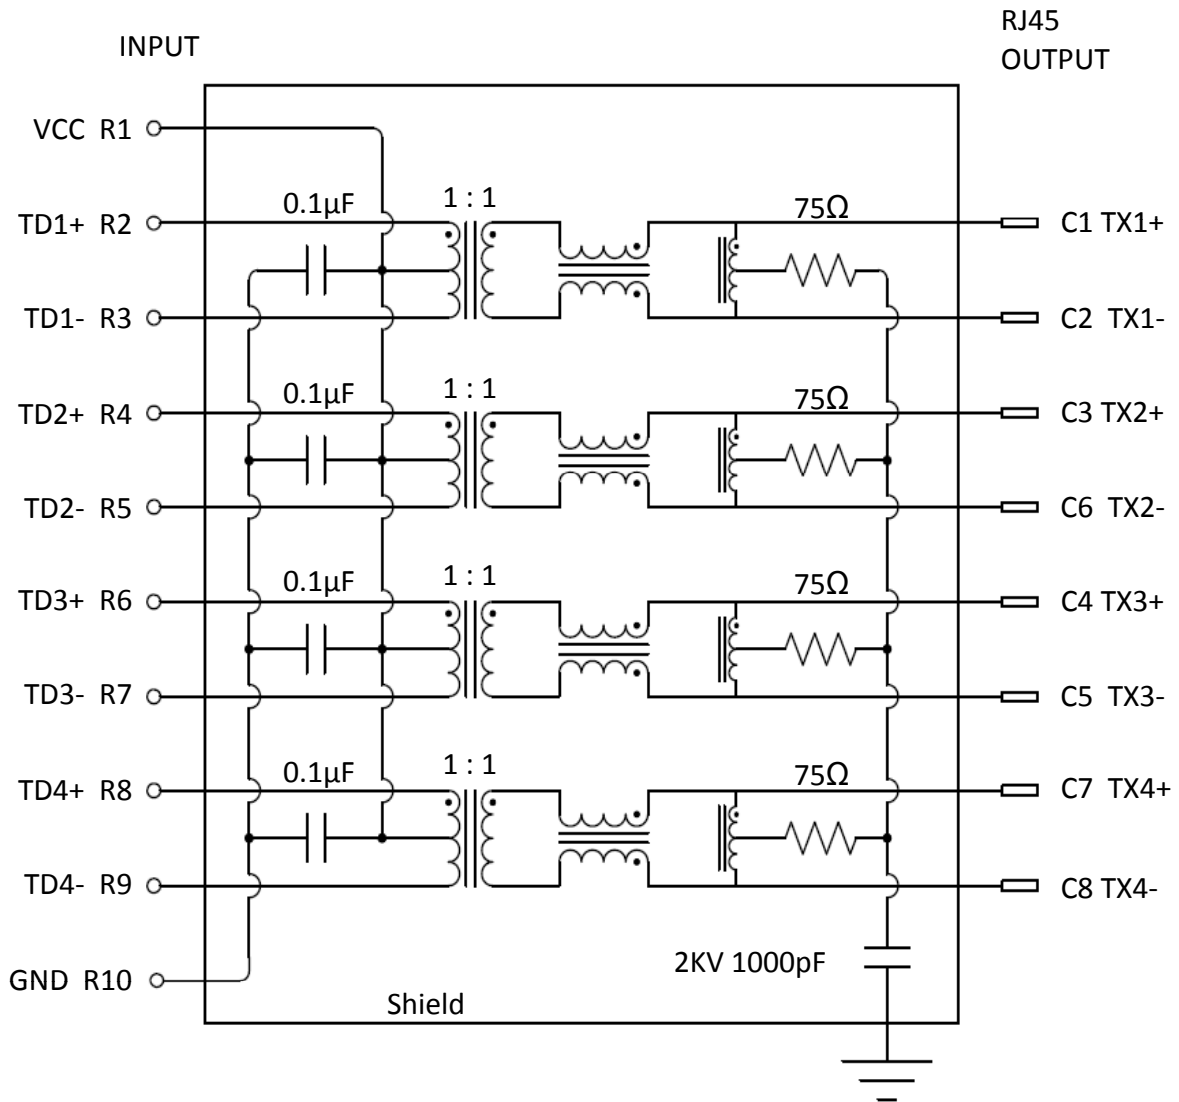 INPUT
RJ45
OUTPUT
VCC R1
0.1µF
1 : 1
75Ω
TD1+ R2
C1 TX1+
TD1- R3
C2 TX1-
0.1µF
1 : 1
75Ω
TD2+ R4
C3 TX2+
TD2- R5
C6 TX2-
0.1µF
1 : 1
75Ω
TD3+ R6
C4 TX3+
TD3- R7
C5 TX3-
0.1µF
1 : 1
75Ω
TD4+ R8
C7 TX4+
TD4- R9
C8 TX4-
2KV 1000pF
GND R10
Shield